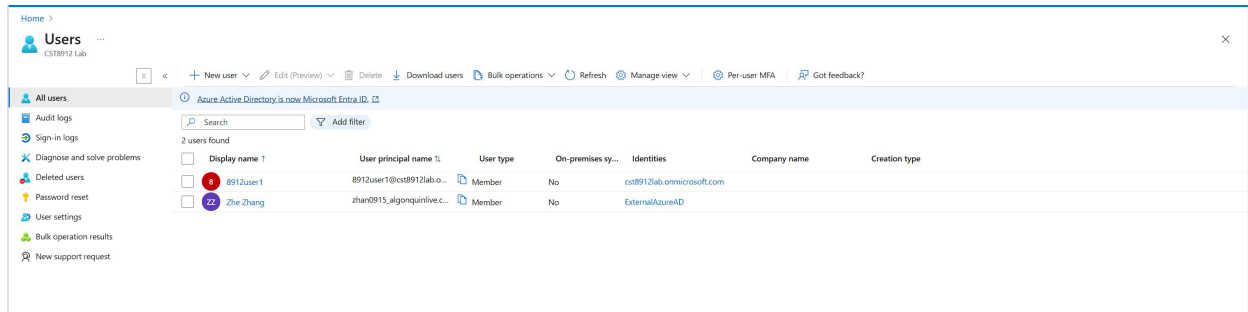 Home >
Users ...
CST8912 Lab
New user Edit (Preview) Delete Download users Bulk operations Refresh Manage view Per-user MFA Got feedback?
All users
Audit logs
Sign-in logs
Diagnose and solve problems
Deleted users
Password reset
User settings
Bulk operation results
New support request
Azure Active Directory is now Microsoft Entra ID.
Search Add filter
2 users found
Display name ↑ User principal name ↑↓ User type On-premises sy... Identities Company name Creation type
8 8912user1 8912user1@cst8912lab.o... Member No cst8912lab.onmicrosoft.com
ZZ Zhe Zhang zhan0915_algonquinlive.c... Member No ExternalAzureAD